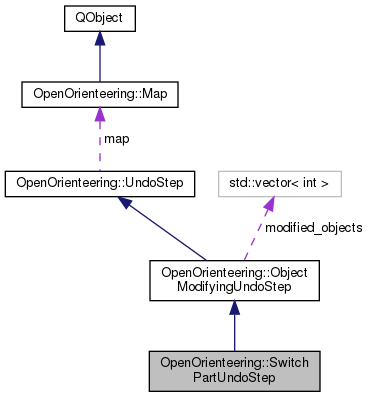 QObject
OpenOrienteering::Map
map
OpenOrienteering::UndoStep
std::vector< int >
modified_objects
OpenOrienteering::Object
ModifyingUndoStep
OpenOrienteering::Switch
PartUndoStep